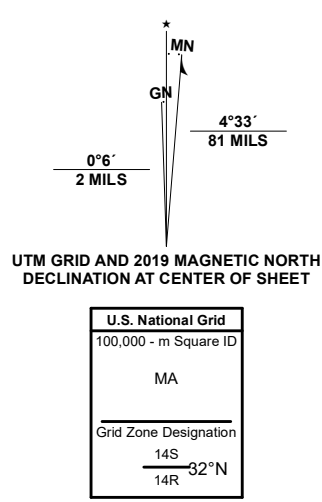 ★
MN
GN
4°33´
81 MILS
0°6´
2 MILS
UTM GRID AND 2019 MAGNETIC NORTH
DECLINATION AT CENTER OF SHEET
U.S. National Grid
100,000 - m Square ID
MA
Grid Zone Designation
14S
32°N
14R